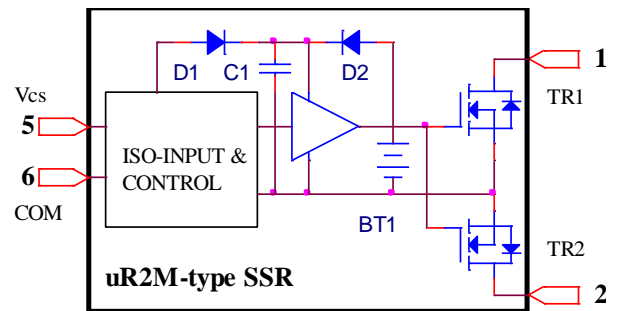 D1
C1
D2
1
TR1
Vcs
5
ISO-INPUT &
CONTROL
6
COM
BT1
TR2
uR2M-type SSR
2